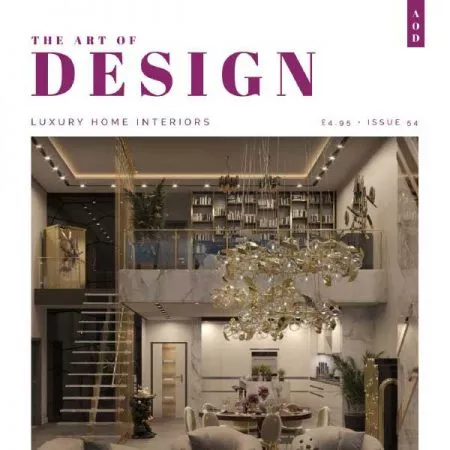 THE ART OF
DESIGN
AOD
LUXURY HOME INTERIORS
£4.95 • ISSUE 54